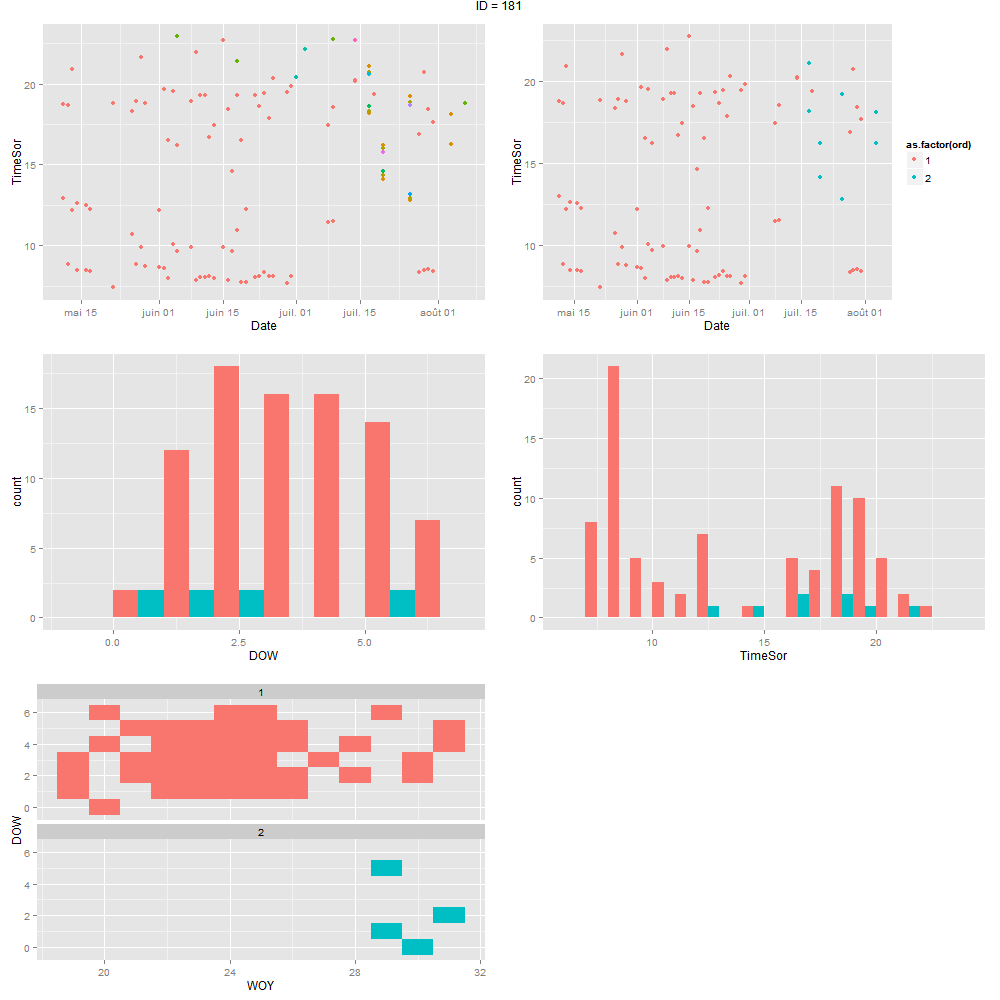 ID = 181
TimeSor
20
15
10
mai 15
juin 01
juin 15
juil. 01
juil. 15
août 01
Date
TimeSor
20
15
10
mai 15
juin 01
juin 15
juil. 01
juil. 15
août 01
Date
as.factor(ord)
1
2
count
15
10
5
0
0.0
2.5
5.0
DOW
count
20
15
10
5
0
10
15
20
TimeSor
DOW
1
6
4
2
0
2
6
4
2
0
20
24
28
32
WOY